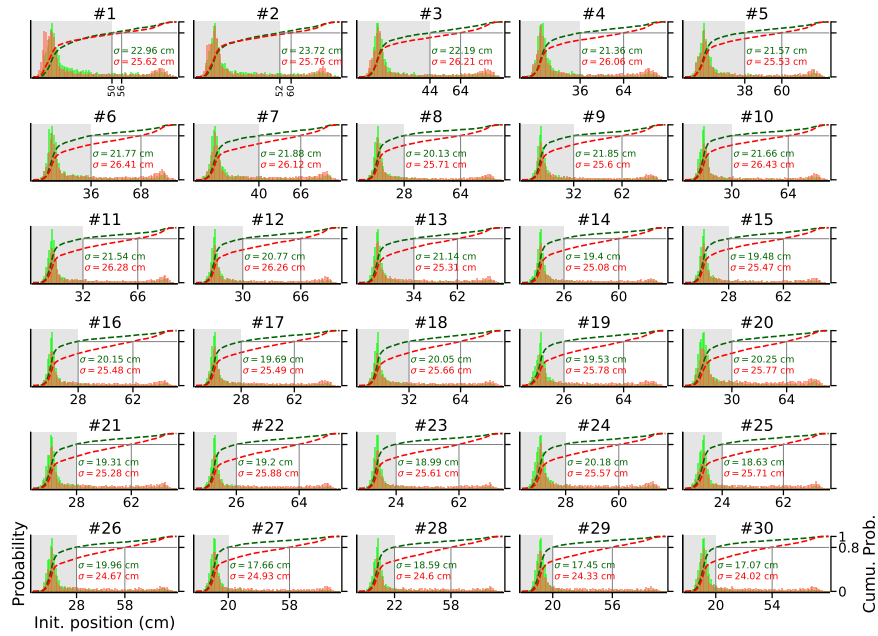 #1 #2 #3 #4 #5
σ = 22.96 cm σ = 23.72 cm σ = 22.19 cm σ = 21.36 cm σ = 21.57 cm
σ = 25.62 cm σ = 25.76 cm σ = 26.21 cm σ = 26.06 cm σ = 25.53 cm
50 56 52 60 44 64 36 64 38 60
#6 #7 #8 #9 #10
σ = 21.77 cm σ = 21.88 cm σ = 20.13 cm σ = 21.85 cm σ = 21.66 cm
σ = 26.41 cm σ = 26.12 cm σ = 25.71 cm σ = 25.6 cm σ = 26.43 cm
36 68 40 66 28 64 32 62 30 64
#11 #12 #13 #14 #15
σ = 21.54 cm σ = 20.77 cm σ = 21.14 cm σ = 19.4 cm σ = 19.48 cm
σ = 26.28 cm σ = 26.26 cm σ = 25.31 cm σ = 25.08 cm σ = 25.47 cm
32 66 30 66 34 62 26 60 28 62
#16 #17 #18 #19 #20
σ = 20.15 cm σ = 19.69 cm σ = 20.05 cm σ = 19.53 cm σ = 20.25 cm
σ = 25.48 cm σ = 25.49 cm σ = 25.66 cm σ = 25.78 cm σ = 25.77 cm
28 62 28 62 32 64 26 64 30 64
#21 #22 #23 #24 #25
σ = 19.31 cm σ = 19.2 cm σ = 18.99 cm σ = 20.18 cm σ = 18.63 cm
σ = 25.28 cm σ = 25.88 cm σ = 25.61 cm σ = 25.57 cm σ = 25.71 cm
28 62 26 64 24 62 28 60 24 62
#26 #27 #28 #29 #30
σ = 19.96 cm σ = 17.66 cm σ = 18.59 cm σ = 17.45 cm σ = 17.07 cm
σ = 24.67 cm σ = 24.93 cm σ = 24.6 cm σ = 24.33 cm σ = 24.02 cm
28 58 20 58 22 58 20 56 20 54
1
0.8
0
Probability
Init. position (cm)
Cumu. Prob.